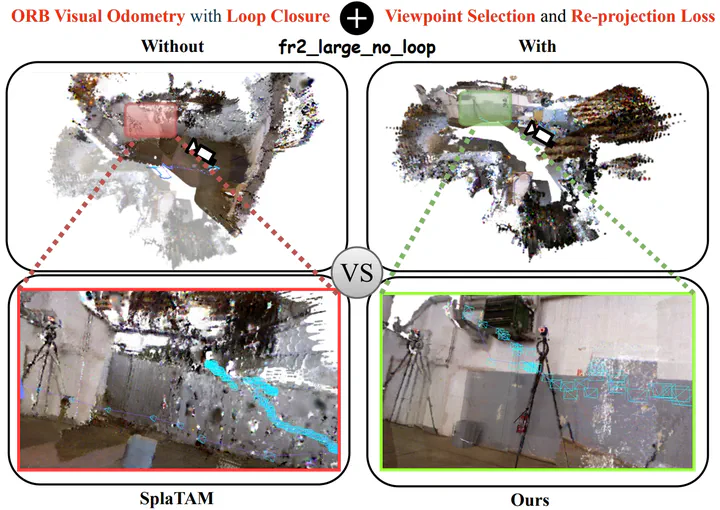 ORB Visual Odometry with Loop Closure + Viewpoint Selection and Re-projection Loss
Without fr2_large_no_loop With
VS
SplaTAM Ours